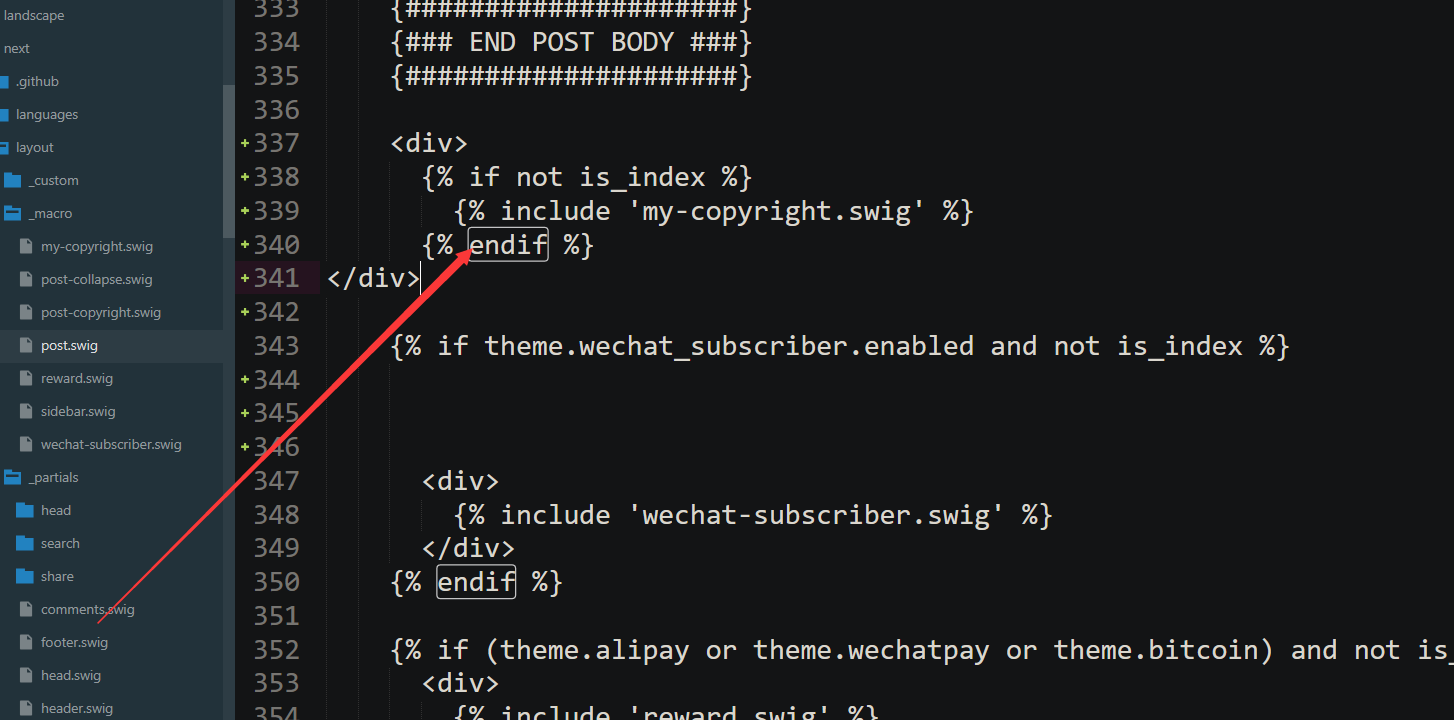 landscape
next
.github
languages
layout
_custom
_macro
my-copyright.swig
post-collapse.swig
post-copyright.swig
post.swig
reward.swig
sidebar.swig
wechat-subscriber.swig
_partials
head
search
share
comments.swig
footer.swig
head.swig
header.swig
333 {#####################}
334 {### END POST BODY ###}
335 {#####################}
336
337 <div>
338 {% if not is_index %}
339 {% include 'my-copyright.swig' %}
340 {% endif %}
341 </div>
342
343 {% if theme.wechat_subscriber.enabled and not is_index %}
344
345
346
347 <div>
348 {% include 'wechat-subscriber.swig' %}
349 </div>
350 {% endif %}
351
352 {% if (theme.alipay or theme.wechatpay or theme.bitcoin) and not is_
353 <div>
354 {% include 'reward.swig' %}